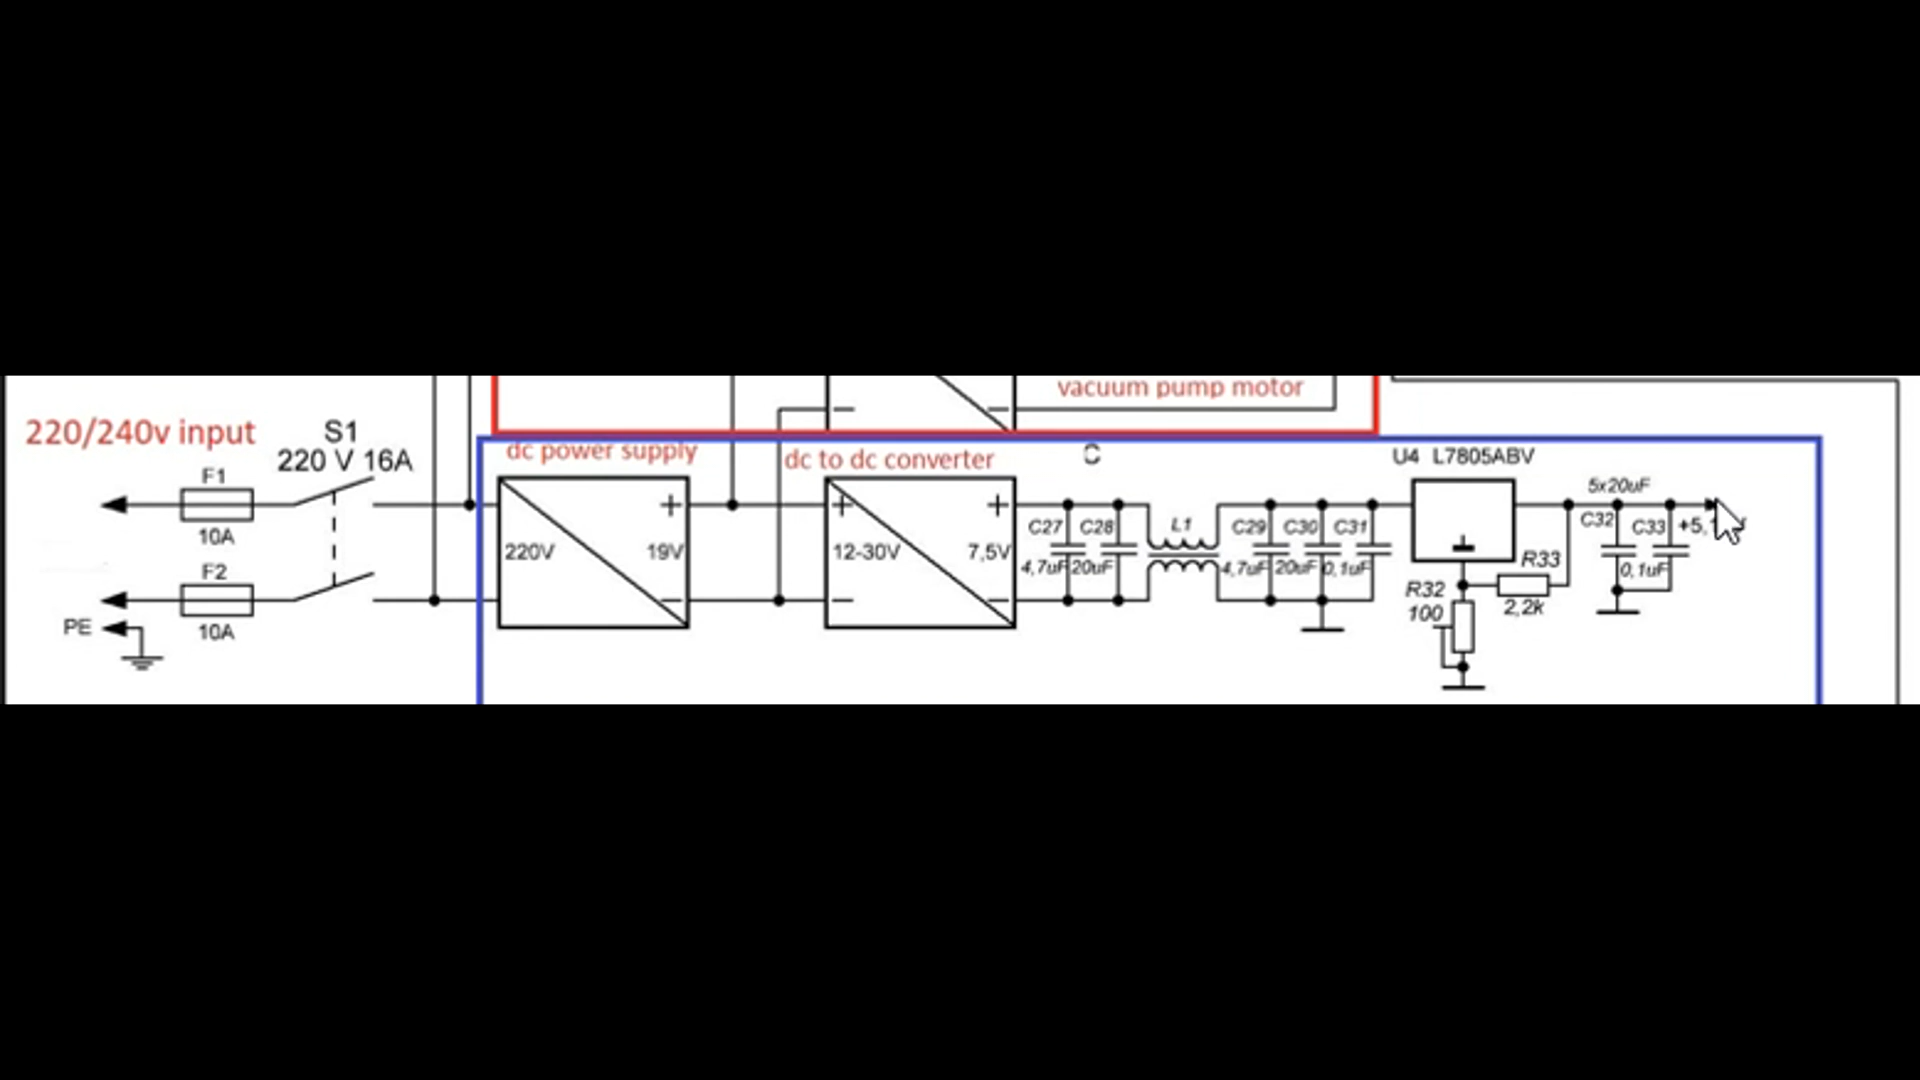 vacuum pump motor
220/240v input
S1
220 V 16A
F1
10A
F2
10A
PE
dc power supply
220V
19V
dc to dc converter
12-30V
7,5V
C
C27
4,7uF
C28
20uF
L1
C29
4,7uF
C30
20uF
C31
0,1uF
U4 L7805ABV
R32
100
R33
2,2k
5x20uF
C32
C33
0,1uF